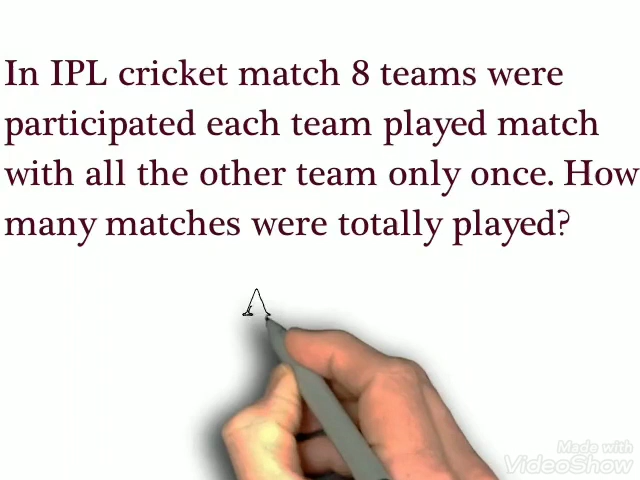 In IPL cricket match 8 teams were
participated each team played match
with all the other team only once. How
many matches were totally played?
A
Made with
VideoShow